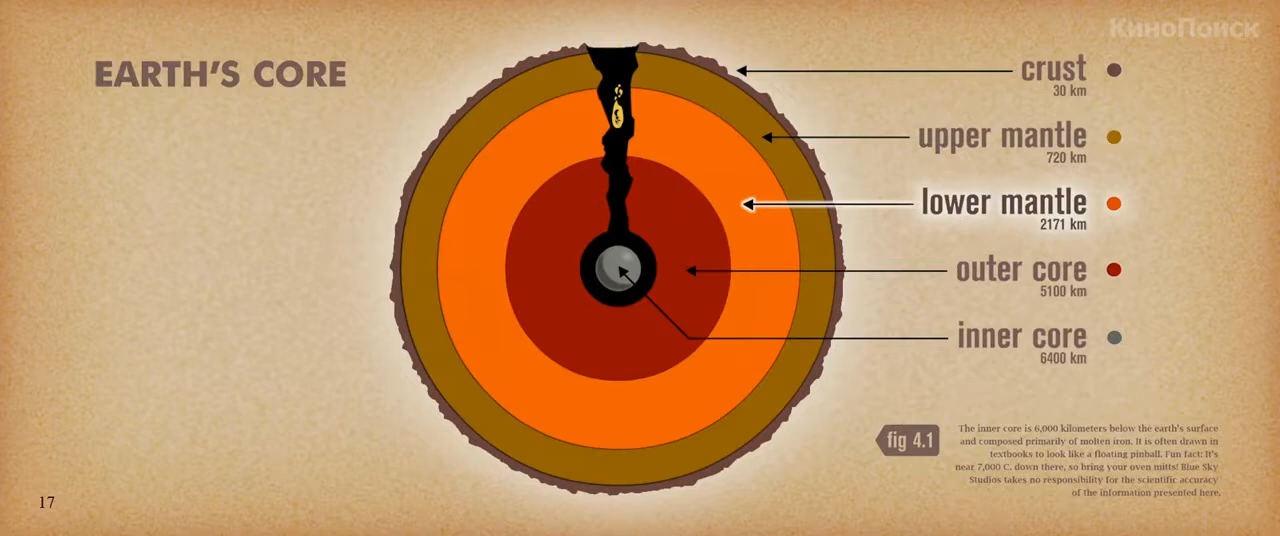 КиноПоиск
EARTH'S CORE
crust
30 km
upper mantle
720 km
lower mantle
2171 km
outer core
5100 km
inner core
6400 km
fig 4.1
The inner core is 6,000 kilometers below the earth's surface
and composed primarily of molten iron. It is often drawn in
textbooks to look like a floating pinball. Fun fact: It's
near 7,000 C. down there, so bring your oven mitts! Blue Sky
Studios takes no responsibility for the scientific accuracy
of the information presented here.
17